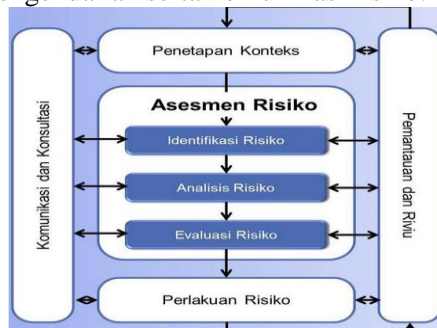 Penetapan Konteks
Komunikasi dan Konsultasi
Asesmen Risiko
Identifikasi Risiko
Analisis Risiko
Evaluasi Risiko
Pemantauan dan Riviu
Perlakuan Risiko